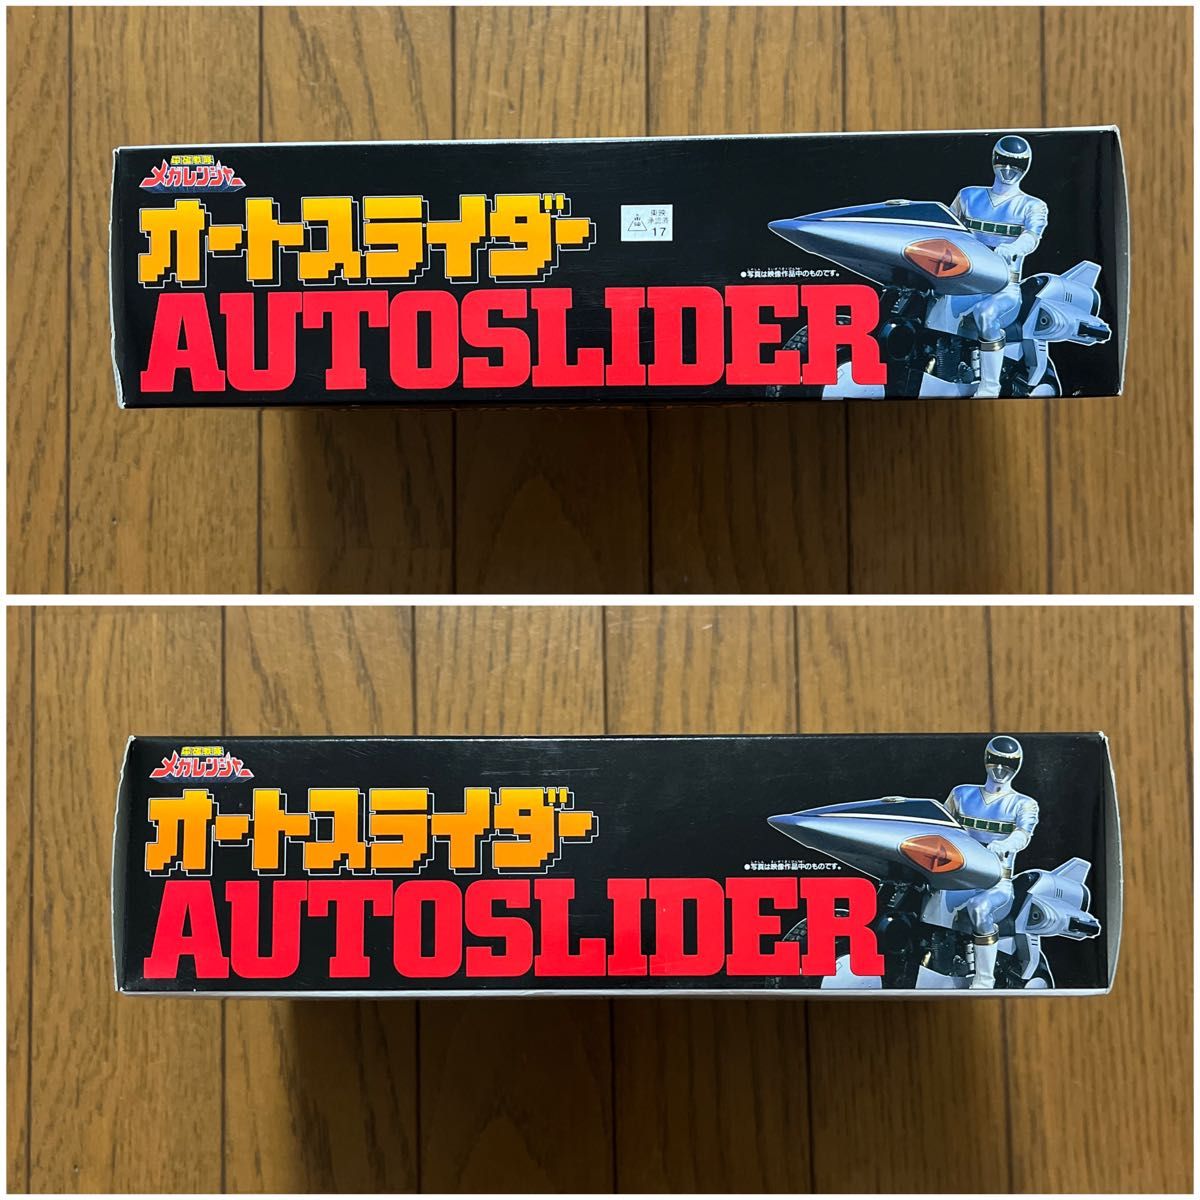 電磁戦隊
メガレンジャー
オートスライダー
東映
承認済
17
AUTOSLIDER
●写真は映像作品中のものです。
電磁戦隊
メガレンジャー
オートスライダー
AUTOSLIDER
●写真は映像作品中のものです。